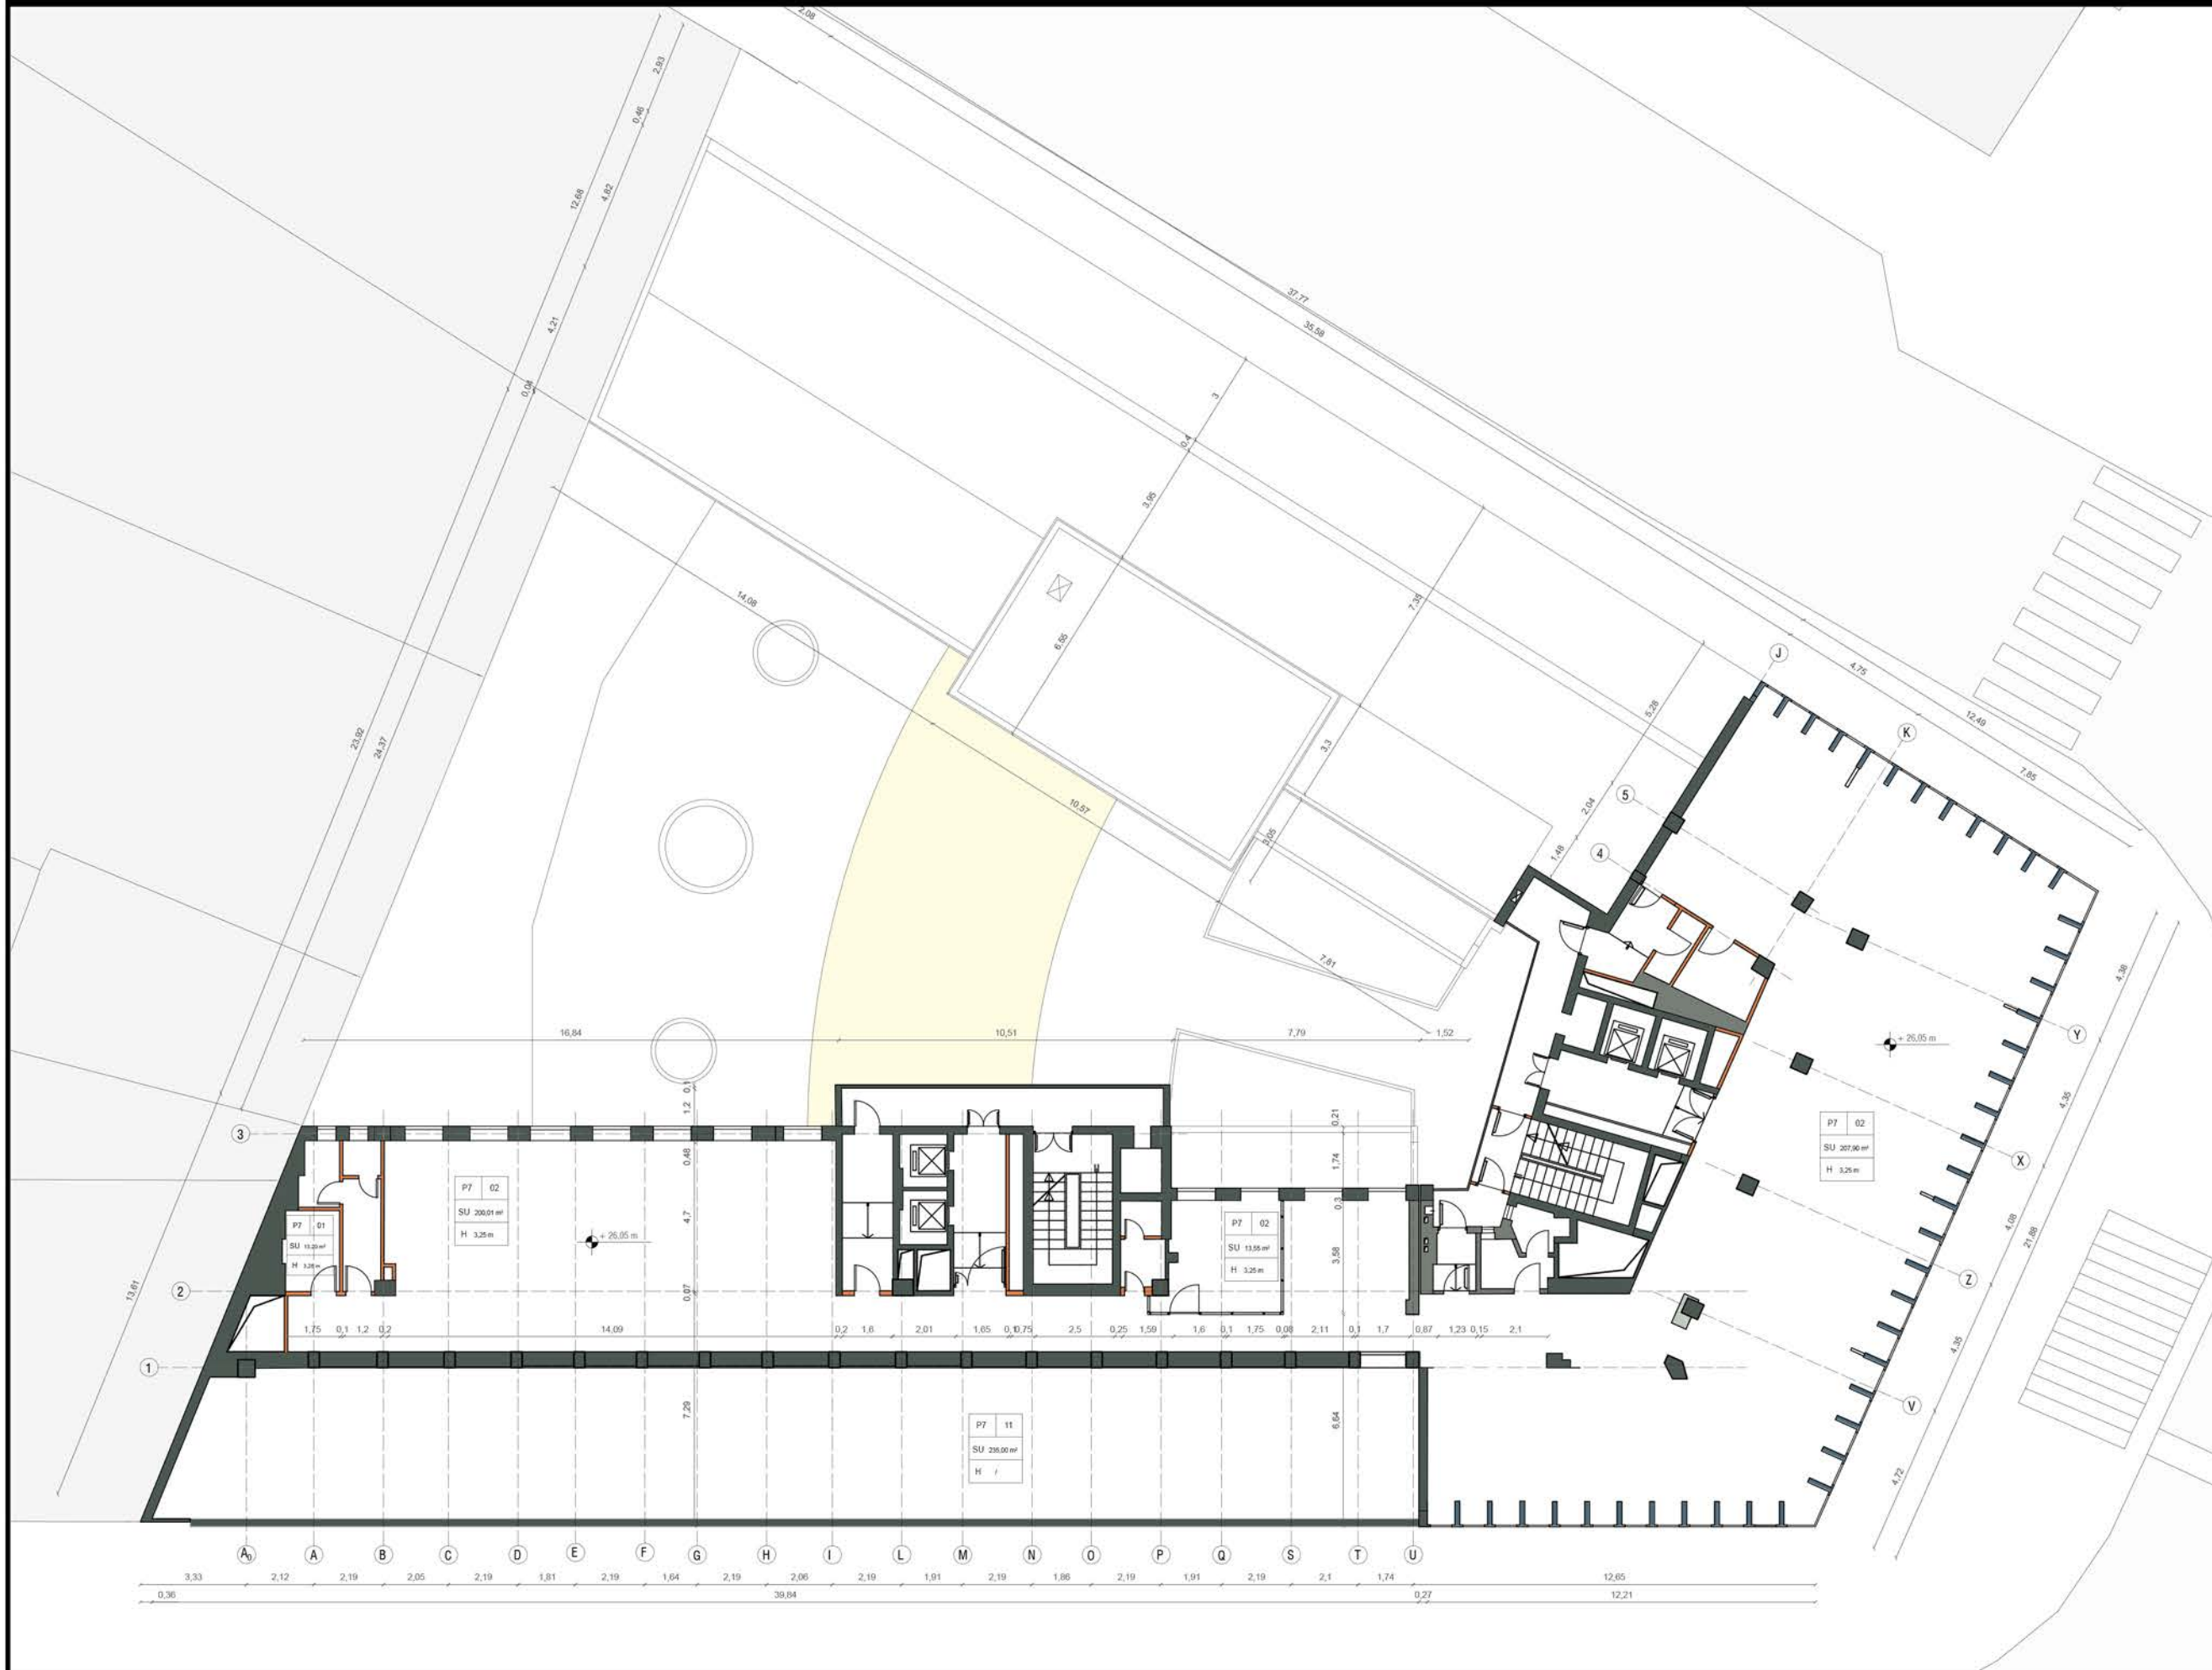 2,08
2,93
0,46
12,68
4,82
4,21
0,04
37,77
35,58
3
0,4
3,95
7,35
6,55
14,08
23,92
24,37
5,28
3,3
10,57
3,05
2,04
1,48
7,81
J
4,75
K
12,49
7,85
5
4
4,38
Y
+ 26,05 m
4,35
X
P7 02
SU 207,90 m²
H 3,25 m
4,08
21,88
Z
4,35
V
4,72
16,84
10,51
7,79
1,52
0,1
1,2
3
0,48
0,21
1,74
0,3
P7 02
SU 200,01 m²
H 3,25 m
4,7
+ 26,05 m
P7 01
H 3,25 m
P7 02
SU 13,55 m²
H 3,25 m
3,58
13,61
2
0,07
1,75 0,1 1,2 0,2 14,09 0,2 1,6 2,01 1,65 0,1 0,75 2,5 0,25 1,59 1,6 0,1 1,75 0,08 2,11 0,1 1,7 0,87 1,23 0,15 2,1
1
7,29
6,64
P7 11
SU 235,00 m²
H /
A0 A B C D E F G H I L M N O P Q S T U
3,33 2,12 2,19 2,05 2,19 1,81 2,19 1,64 2,19 2,06 2,19 1,91 2,19 1,86 2,19 1,91 2,19 2,1 1,74 12,65
0,36 39,84 0,27 12,21